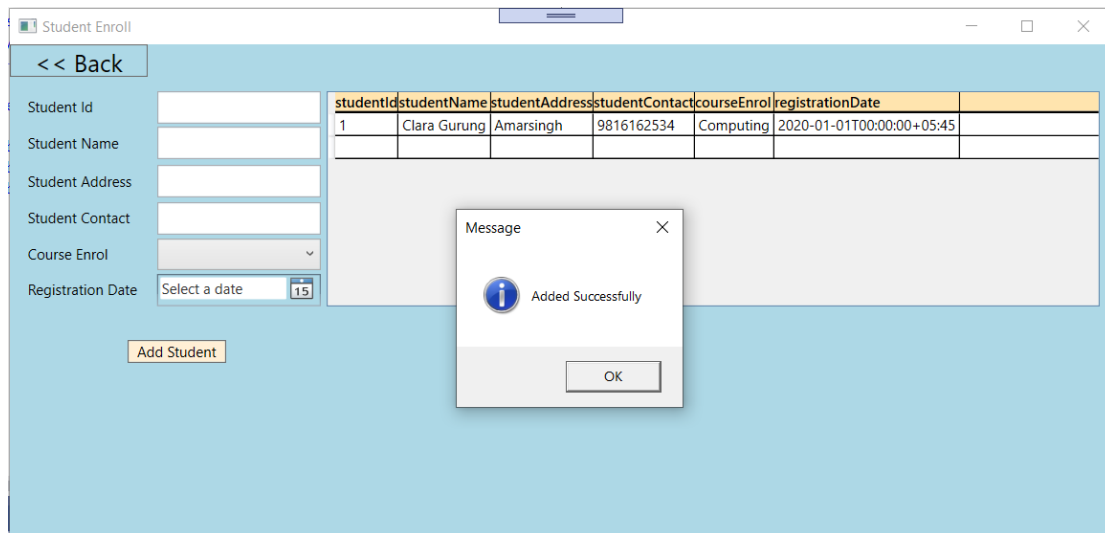 Student Enroll
<< Back
Student Id
Student Name
Student Address
Student Contact
Course Enrol
Registration Date
Select a date
15
Add Student
studentId studentName studentAddress studentContact courseEnrol registrationDate
1 Clara Gurung Amarsingh 9816162534 Computing 2020-01-01T00:00:00+05:45
Message
Added Successfully
OK